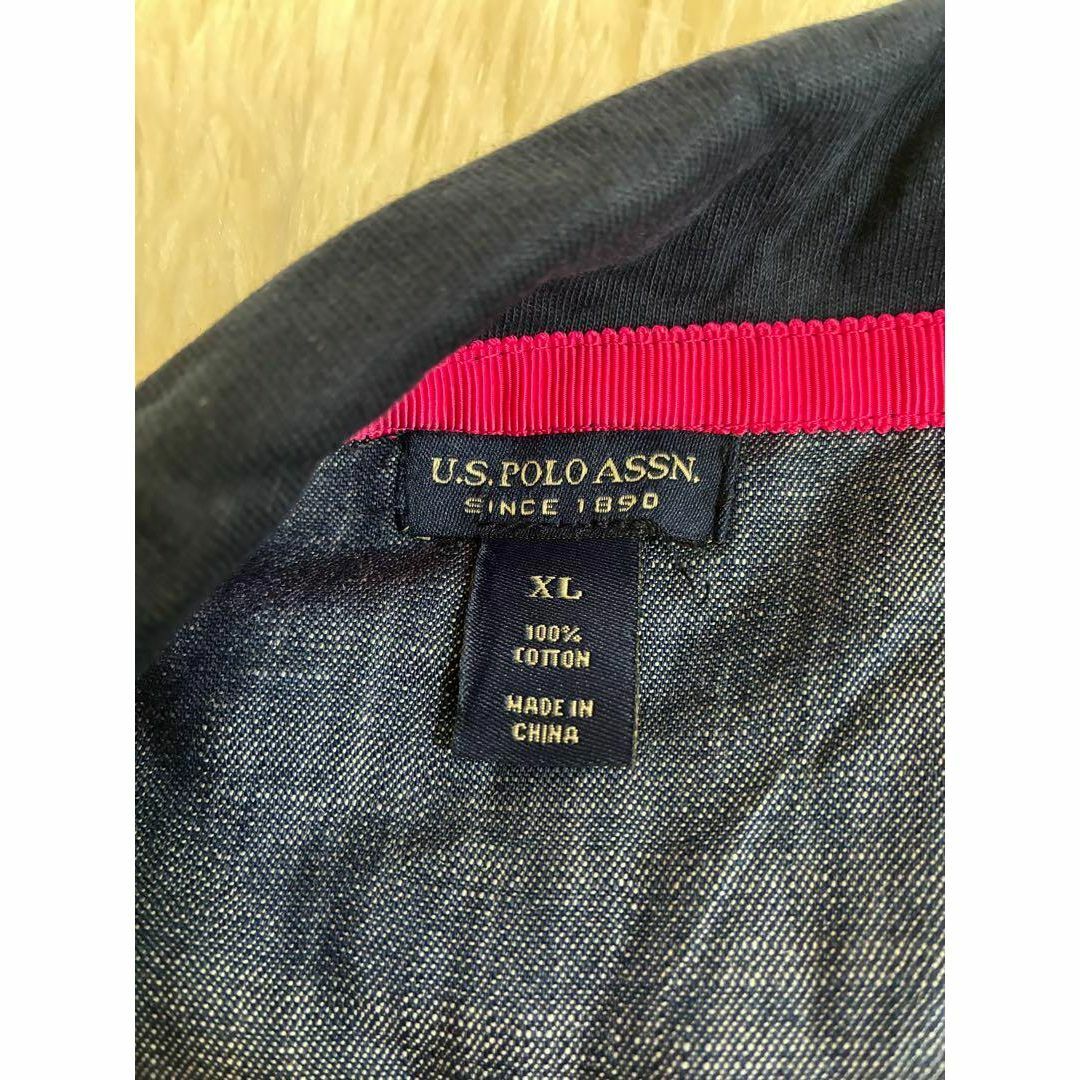 U.S. POLO ASSN.
SINCE 1890
XL
100%
COTTON
MADE IN
CHINA